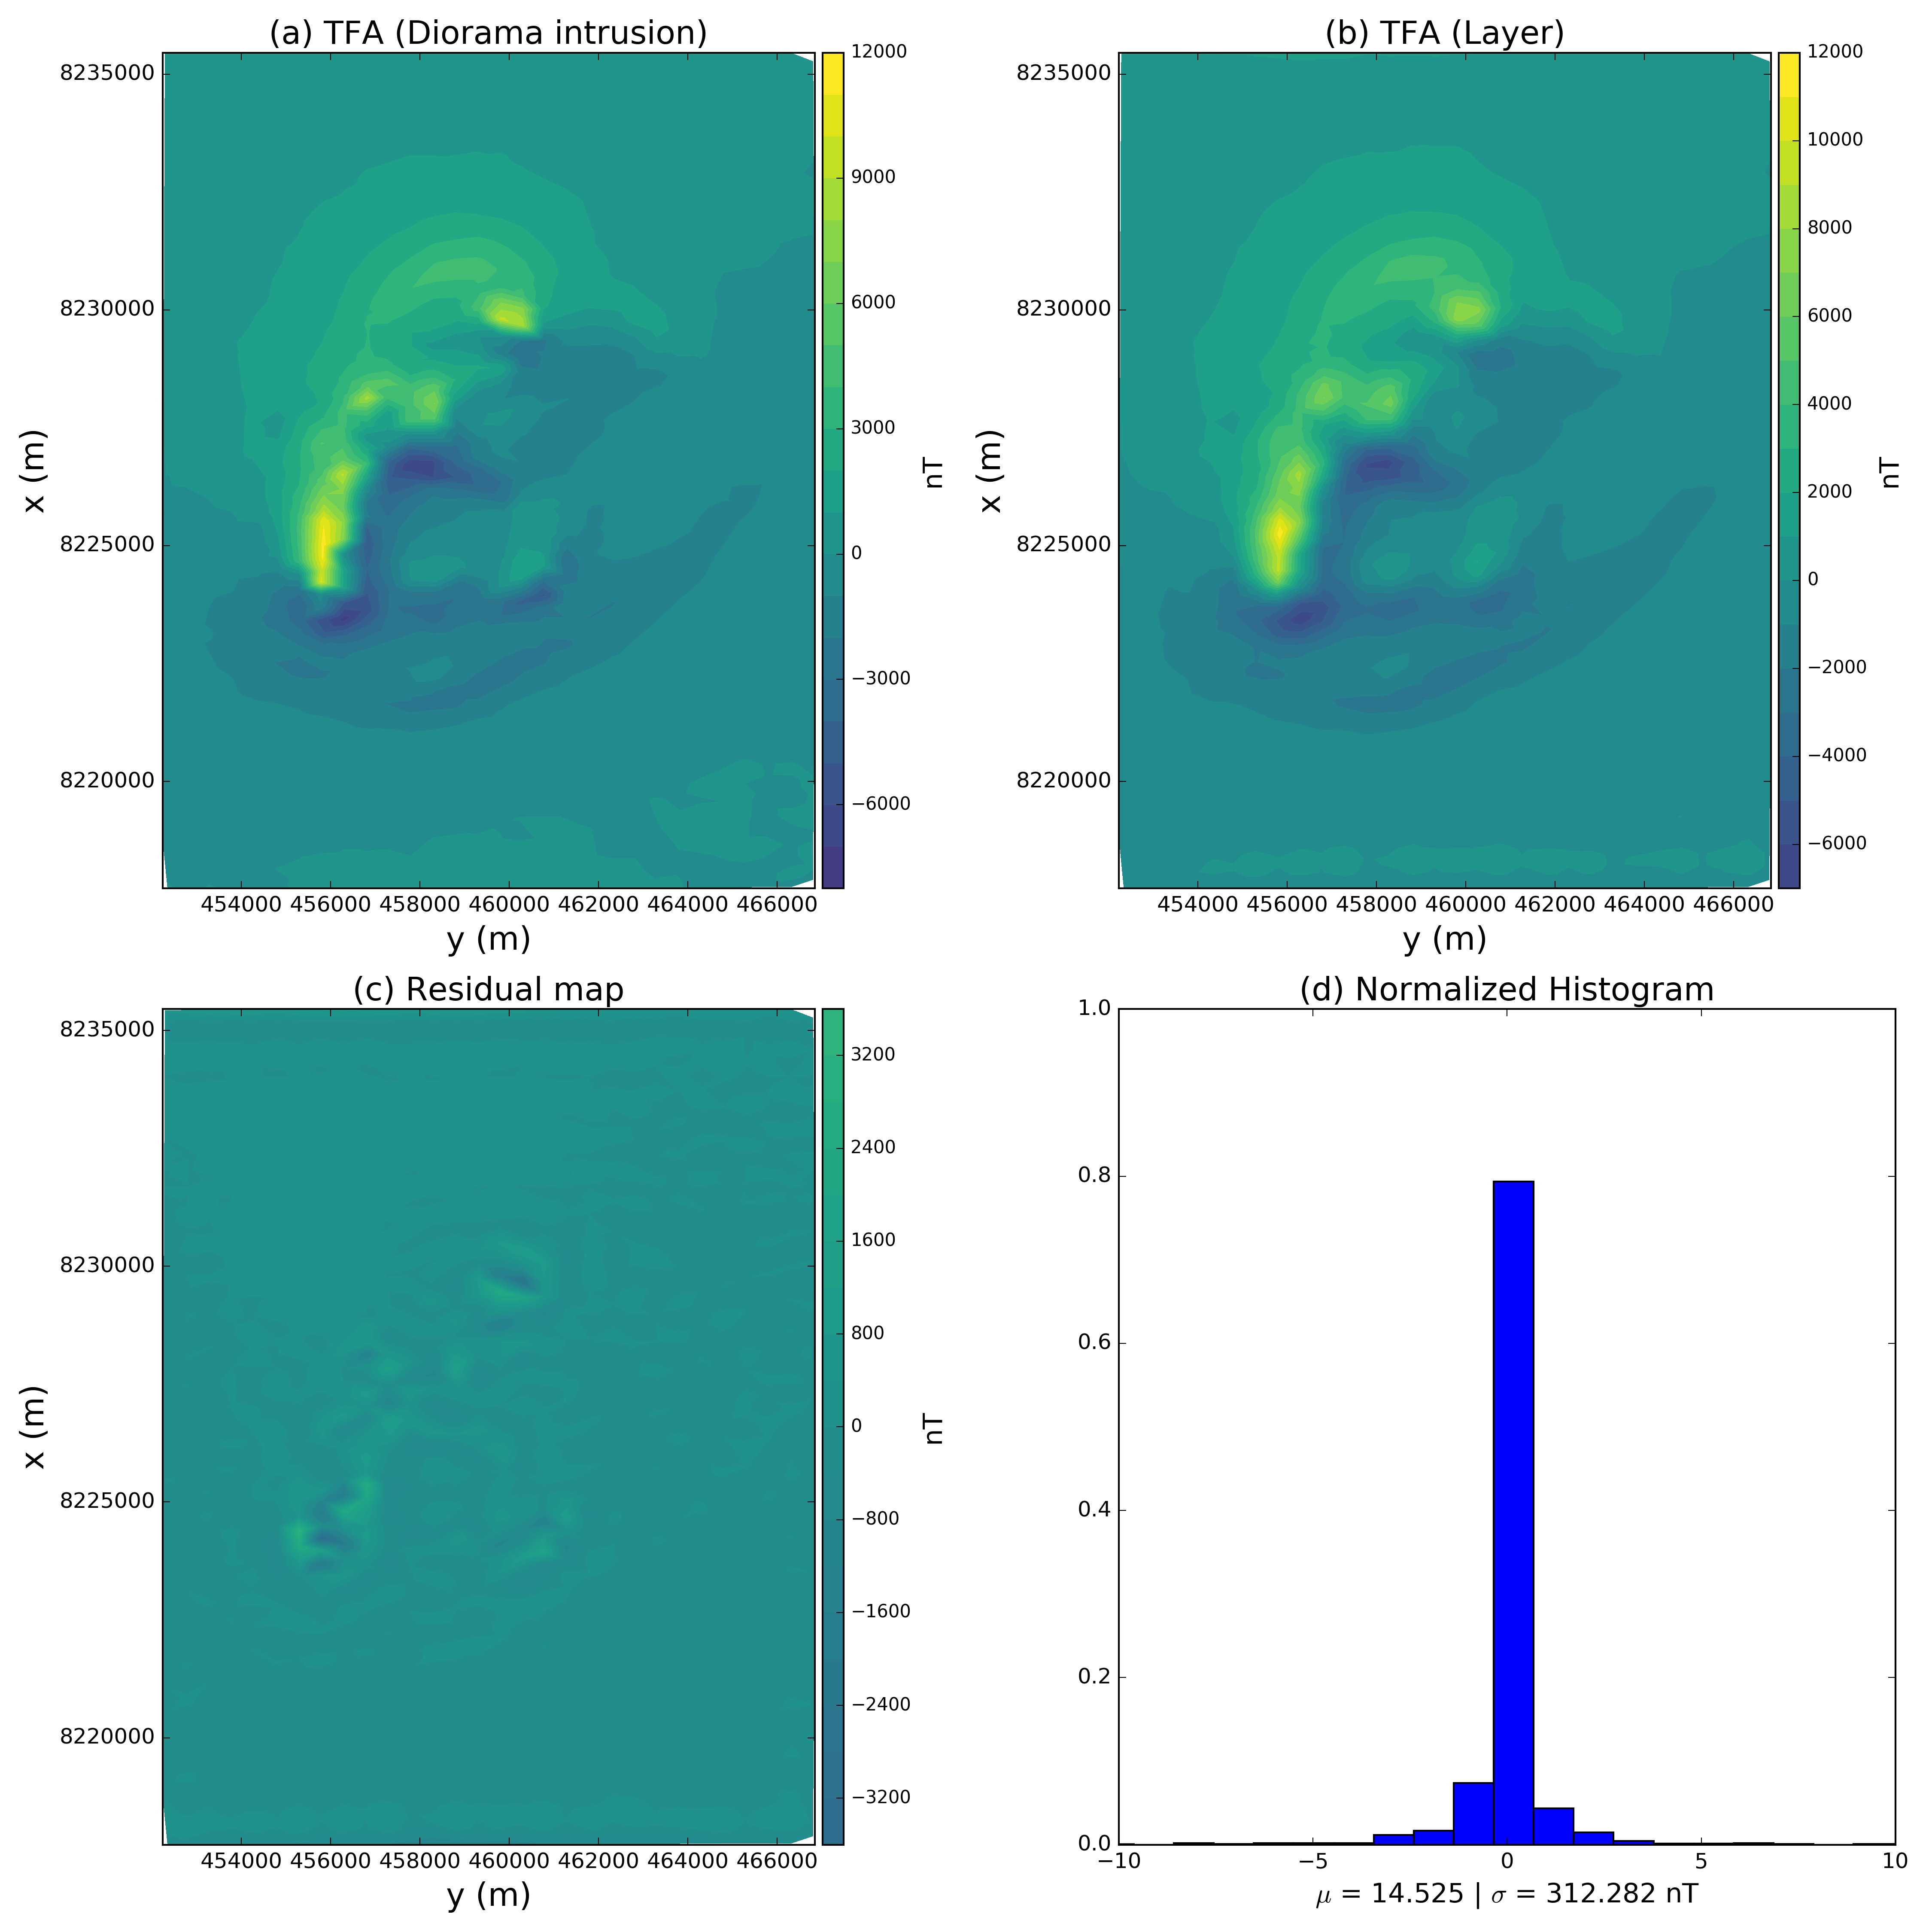 (a) TFA (Diorama intrusion)
x (m)
8235000
8230000
8225000
8220000
454000 456000 458000 460000 462000 464000 466000
y (m)
12000
9000
6000
3000
0
−3000
−6000
nT
(b) TFA (Layer)
x (m)
8235000
8230000
8225000
8220000
454000 456000 458000 460000 462000 464000 466000
y (m)
12000
10000
8000
6000
4000
2000
0
−2000
−4000
−6000
nT
(c) Residual map
x (m)
8235000
8230000
8225000
8220000
454000 456000 458000 460000 462000 464000 466000
y (m)
3200
2400
1600
800
0
−800
−1600
−2400
−3200
nT
(d) Normalized Histogram
1.0
0.8
0.6
0.4
0.2
0.0
−10 −5 0 5 10
μ = 14.525 | σ = 312.282 nT